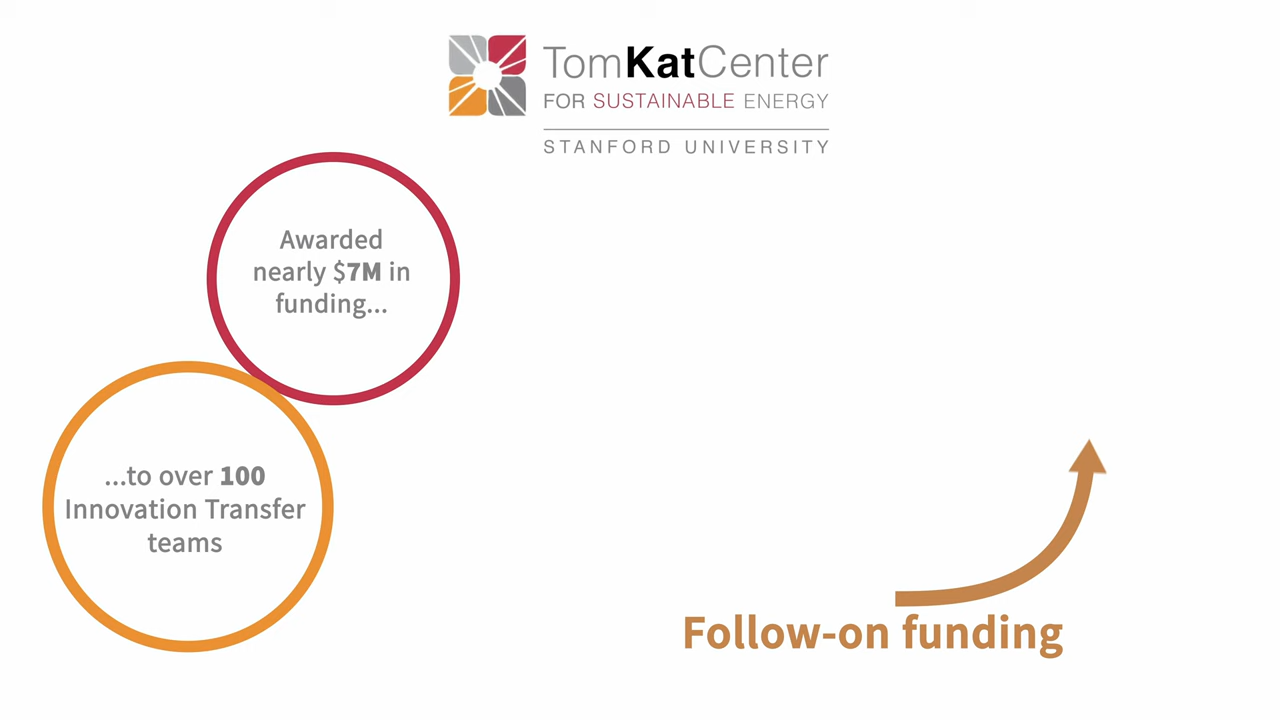 TomKatCenter
FOR SUSTAINABLE ENERGY
STANFORD UNIVERSITY
Awarded
nearly $7M in
funding...
...to over 100
Innovation Transfer
teams
Follow-on funding